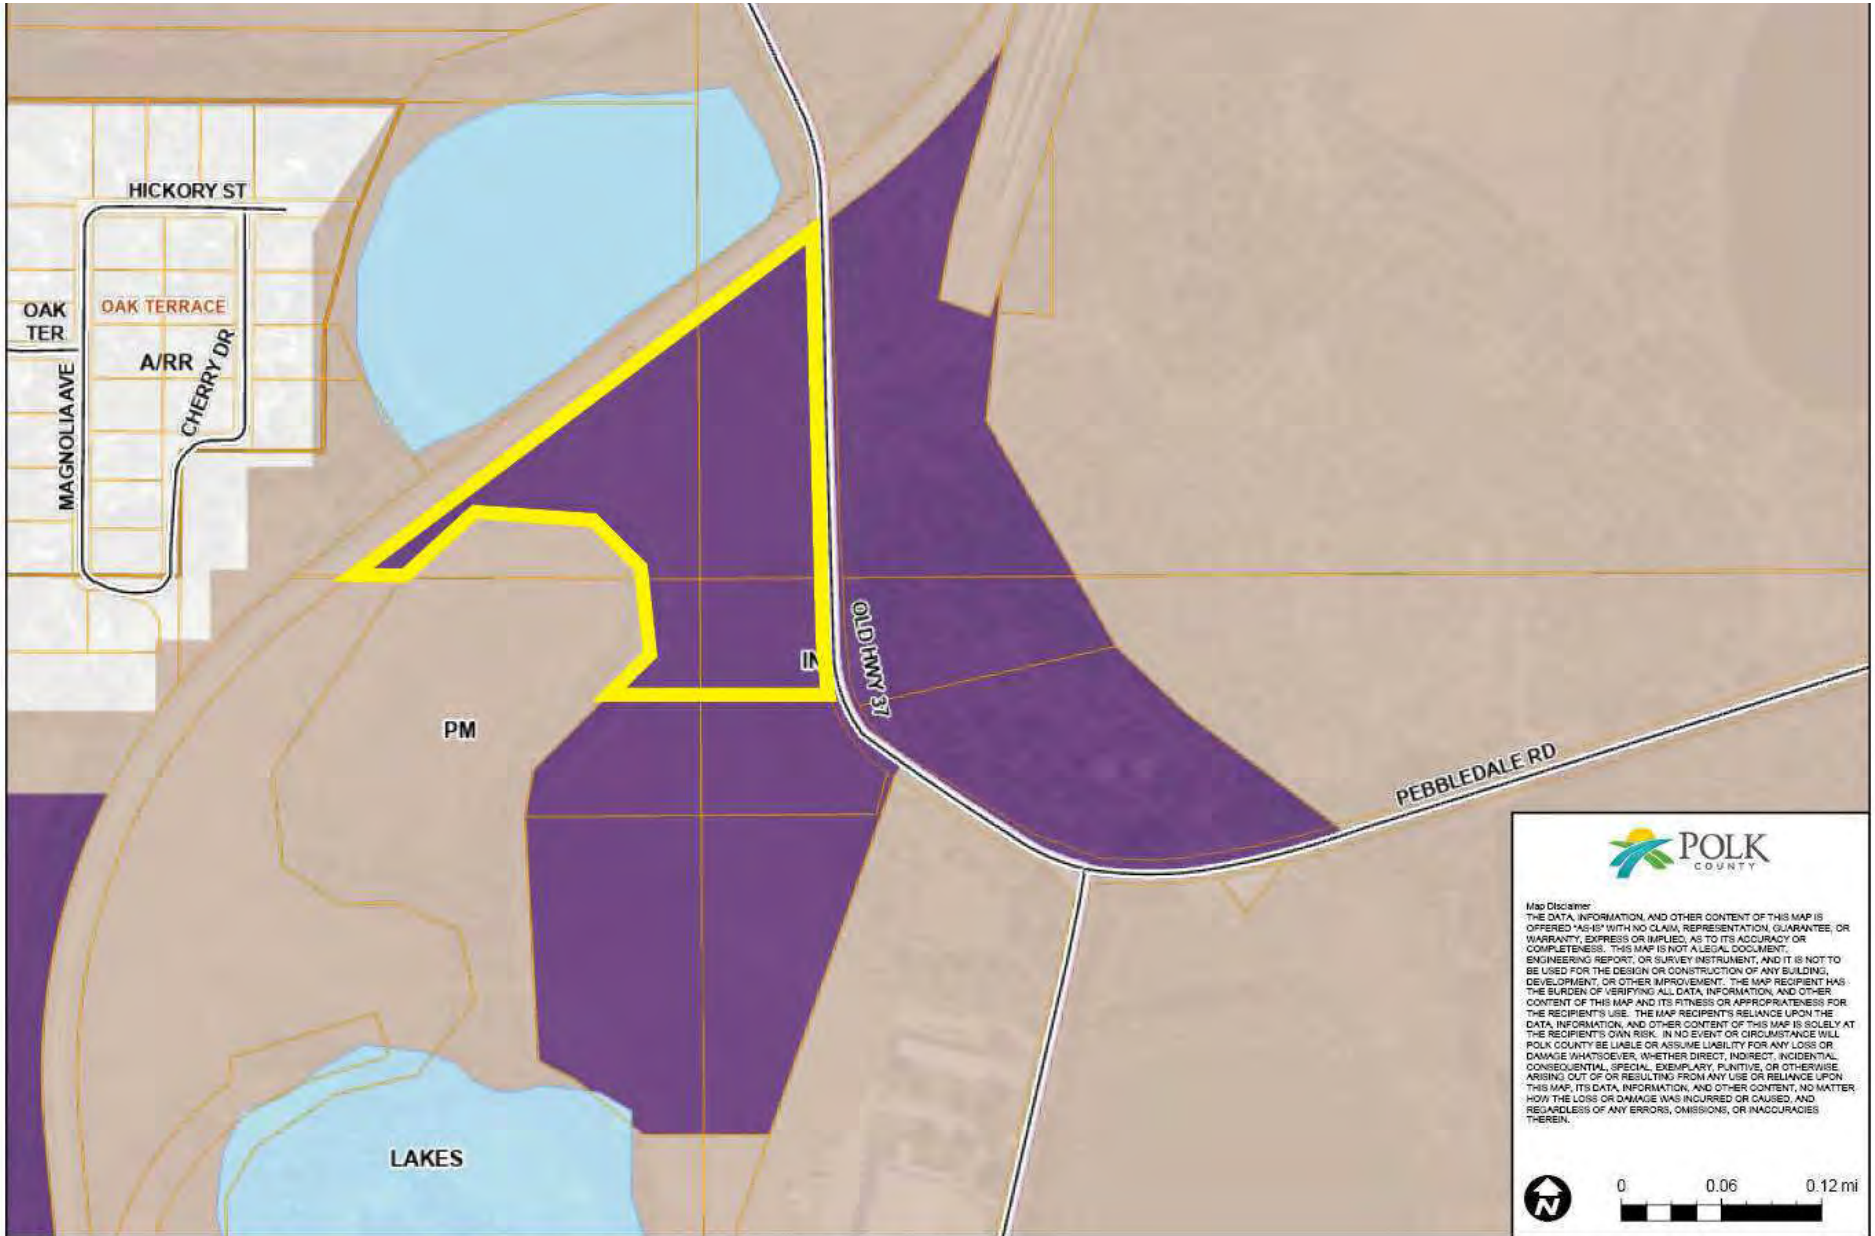 HICKORY ST
OAK
TER
OAK TERRACE
A/RR
CHERRY DR
MAGNOLIA AVE
IN
OLD HWY 37
PM
PEBBLEDALE RD
LAKES
POLK
COUNTY
Map Disclaimer
THE DATA, INFORMATION, AND OTHER CONTENT OF THIS MAP IS
OFFERED "AS-IS" WITH NO CLAIM, REPRESENTATION, GUARANTEE, OR
WARRANTY, EXPRESS OR IMPLIED, AS TO ITS ACCURACY OR
COMPLETENESS. THIS MAP IS NOT A LEGAL DOCUMENT,
ENGINEERING REPORT, OR SURVEY INSTRUMENT, AND IT IS NOT TO
BE USED FOR THE DESIGN OR CONSTRUCTION OF ANY BUILDING,
DEVELOPMENT, OR OTHER IMPROVEMENT. THE MAP RECIPIENT HAS
THE BURDEN OF VERIFYING ALL DATA, INFORMATION, AND OTHER
CONTENT OF THIS MAP AND ITS FITNESS OR APPROPRIATENESS FOR
THE RECIPIENT'S USE. THE MAP RECIPIENT'S RELIANCE UPON THE
DATA, INFORMATION, AND OTHER CONTENT OF THIS MAP IS SOLELY AT
THE RECIPIENT'S OWN RISK. IN NO EVENT OR CIRCUMSTANCE WILL
POLK COUNTY BE LIABLE OR ASSUME LIABILITY FOR ANY LOSS OR
DAMAGE WHATSOEVER, WHETHER DIRECT, INDIRECT, INCIDENTIAL,
CONSEQUENTIAL, SPECIAL, EXEMPLARY, PUNITIVE, OR OTHERWISE,
ARISING OUT OF OR RESULTING FROM ANY USE OR RELIANCE UPON
THIS MAP, ITS DATA, INFORMATION, AND OTHER CONTENT, NO MATTER
HOW THE LOSS OR DAMAGE WAS INCURRED OR CAUSED, AND
REGARDLESS OF ANY ERRORS, OMISSIONS, OR INACCURACIES
THEREIN.
N
0 0.06 0.12 mi